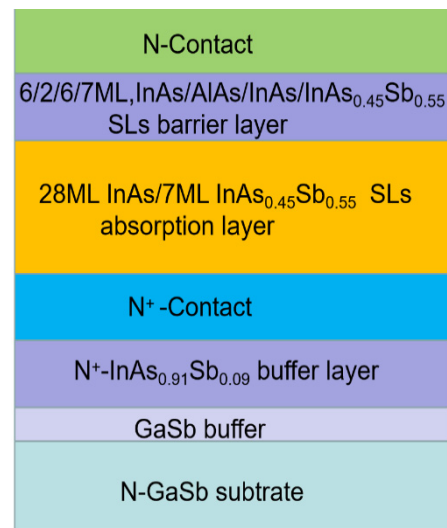 N-Contact
6/2/6/7ML,InAs/AlAs/InAs/InAs₀.₄₅Sb₀.₅₅
SLs barrier layer
28ML InAs/7ML InAs₀.₄₅Sb₀.₅₅ SLs
absorption layer
N⁺-Contact
N⁺-InAs₀.₉₁Sb₀.₀₉ buffer layer
GaSb buffer
N-GaSb subtrate